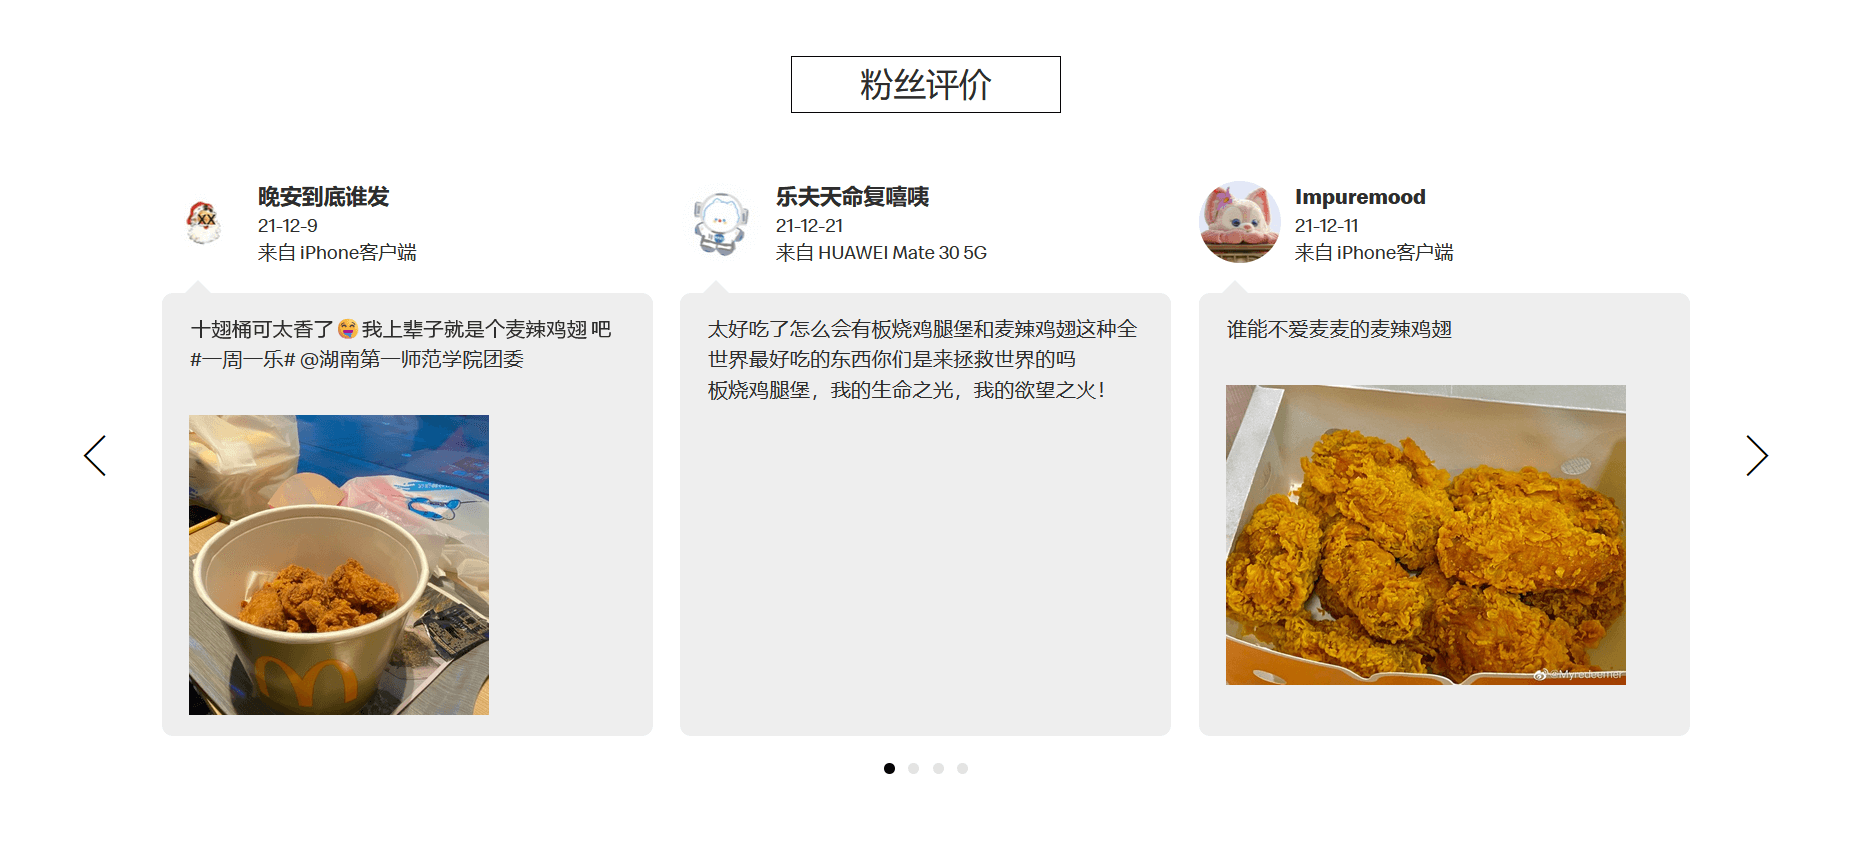 粉丝评价
晚安到底谁发
21-12-9
来自 iPhone客户端
十翅桶可太香了😝我上辈子就是个麦辣鸡翅 吧
#一周一乐# @湖南第一师范学院团委
乐夫天命复嘻咦
21-12-21
来自 HUAWEI Mate 30 5G
太好吃了怎么会有板烧鸡腿堡和麦辣鸡翅这种全
世界最好吃的东西你们是来拯救世界的吗
板烧鸡腿堡，我的生命之光，我的欲望之火！
Impuremood
21-12-11
来自 iPhone客户端
谁能不爱麦麦的麦辣鸡翅
@Myredeemer